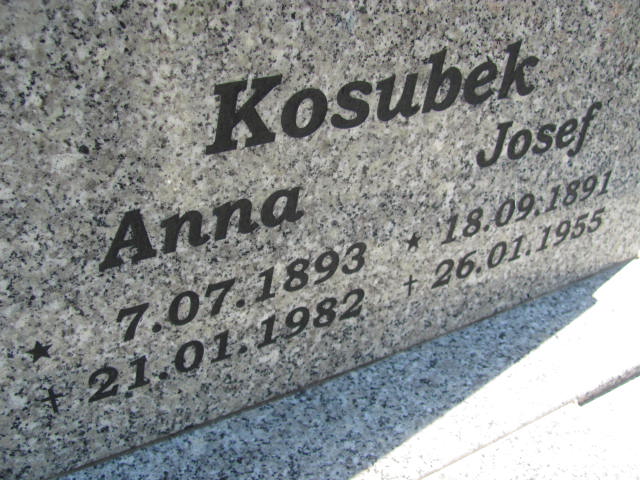 Kosubek
Anna
★ 7.07.1893
† 21.01.1982
Josef
★ 18.09.1891
† 26.01.1955